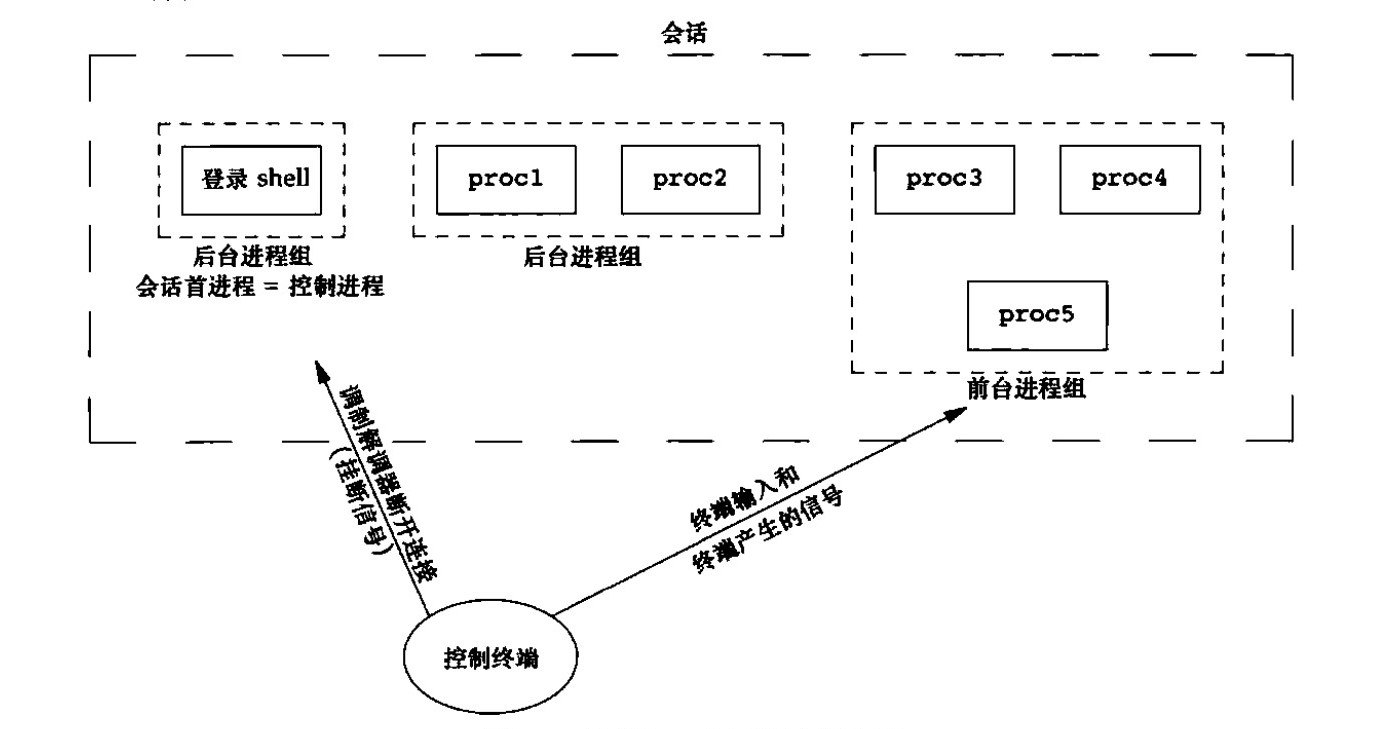 会话
登录 shell
proc1
proc2
proc3
proc4
proc5
后台进程组
会话首进程 = 控制进程
后台进程组
前台进程组
调制解调器断开连接
(挂断信号)
终端输入和
终端产生的信号
控制终端